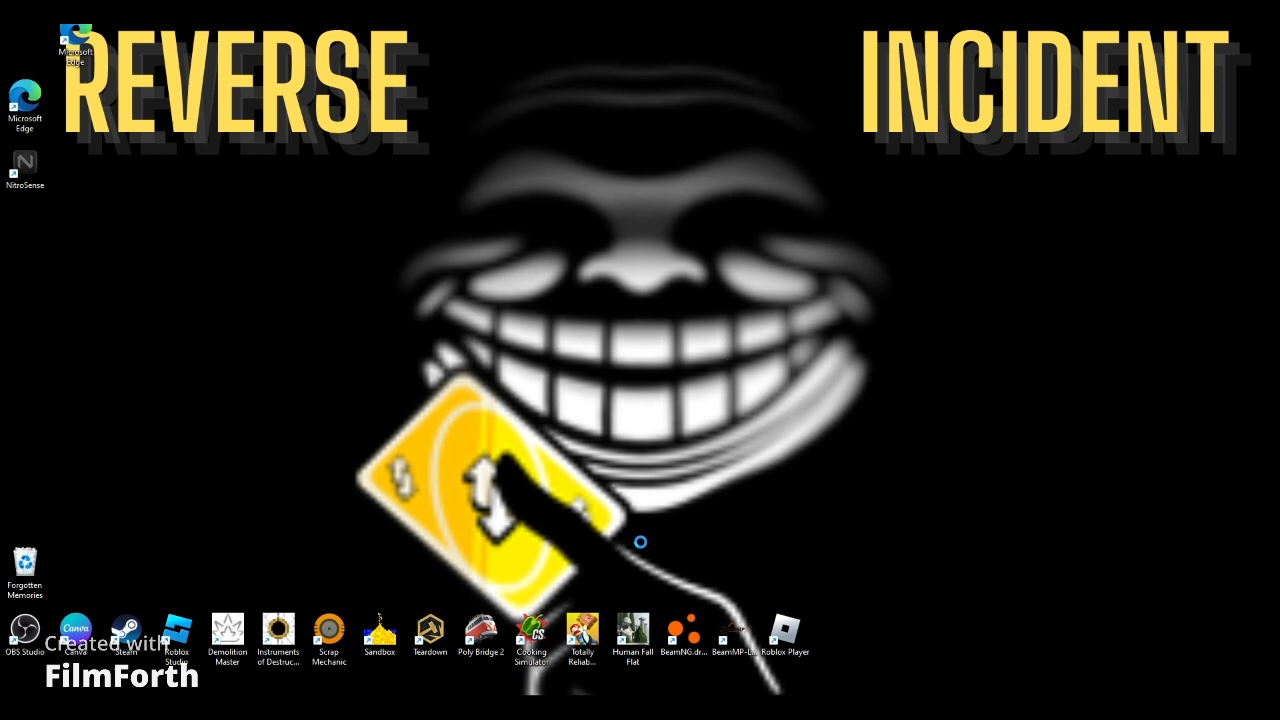 REVERSE INCIDENT
Microsoft
Edge
Microsoft
Edge
NitroSense
Forgotten
Memories
OBS Studio
Canva
Steam
Roblox
Studio
Demolition
Master
Instruments
of Destruc...
Scrap
Mechanic
Sandbox
Teardown
Poly Bridge 2
Cooking
Simulator
Totally
Reliab...
Human Fall
Flat
BeamNG.dr...
BeamMP-L...
Roblox Player
Created with
FilmForth